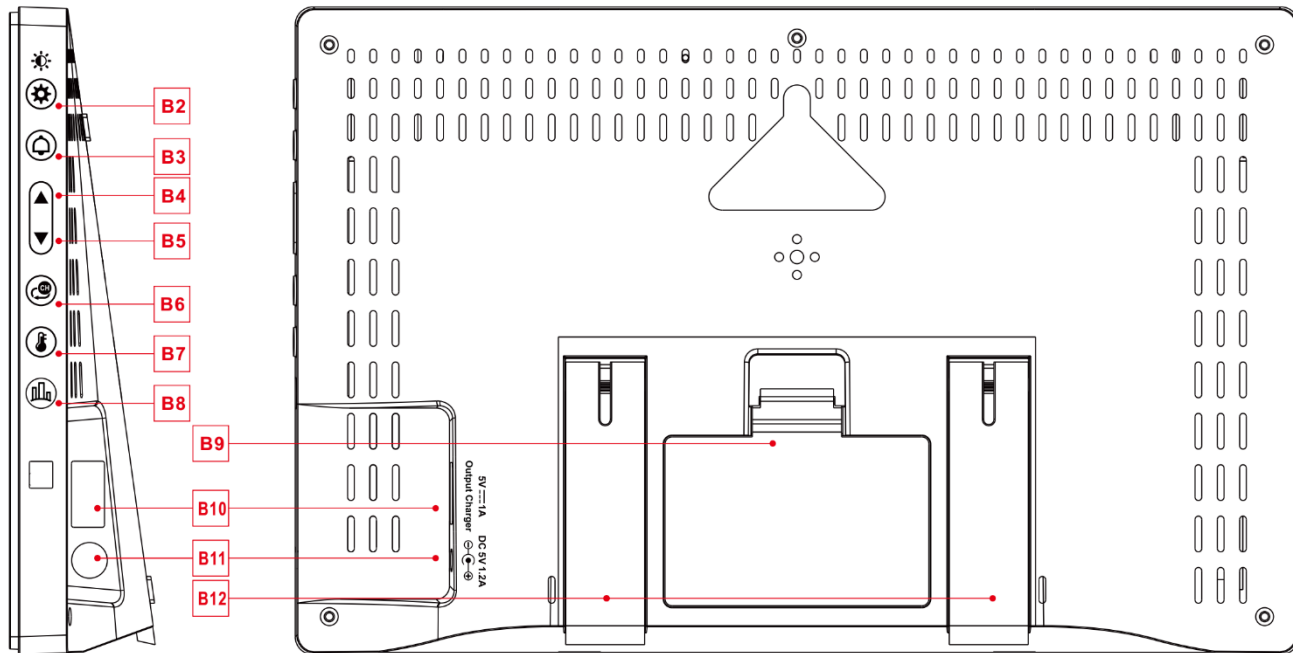 B2
B3
B4
B5
CH
B6
B7
B8
B9
B10
B11
B12
5V⎓1A
Output Charger
DC 5V 1.2A